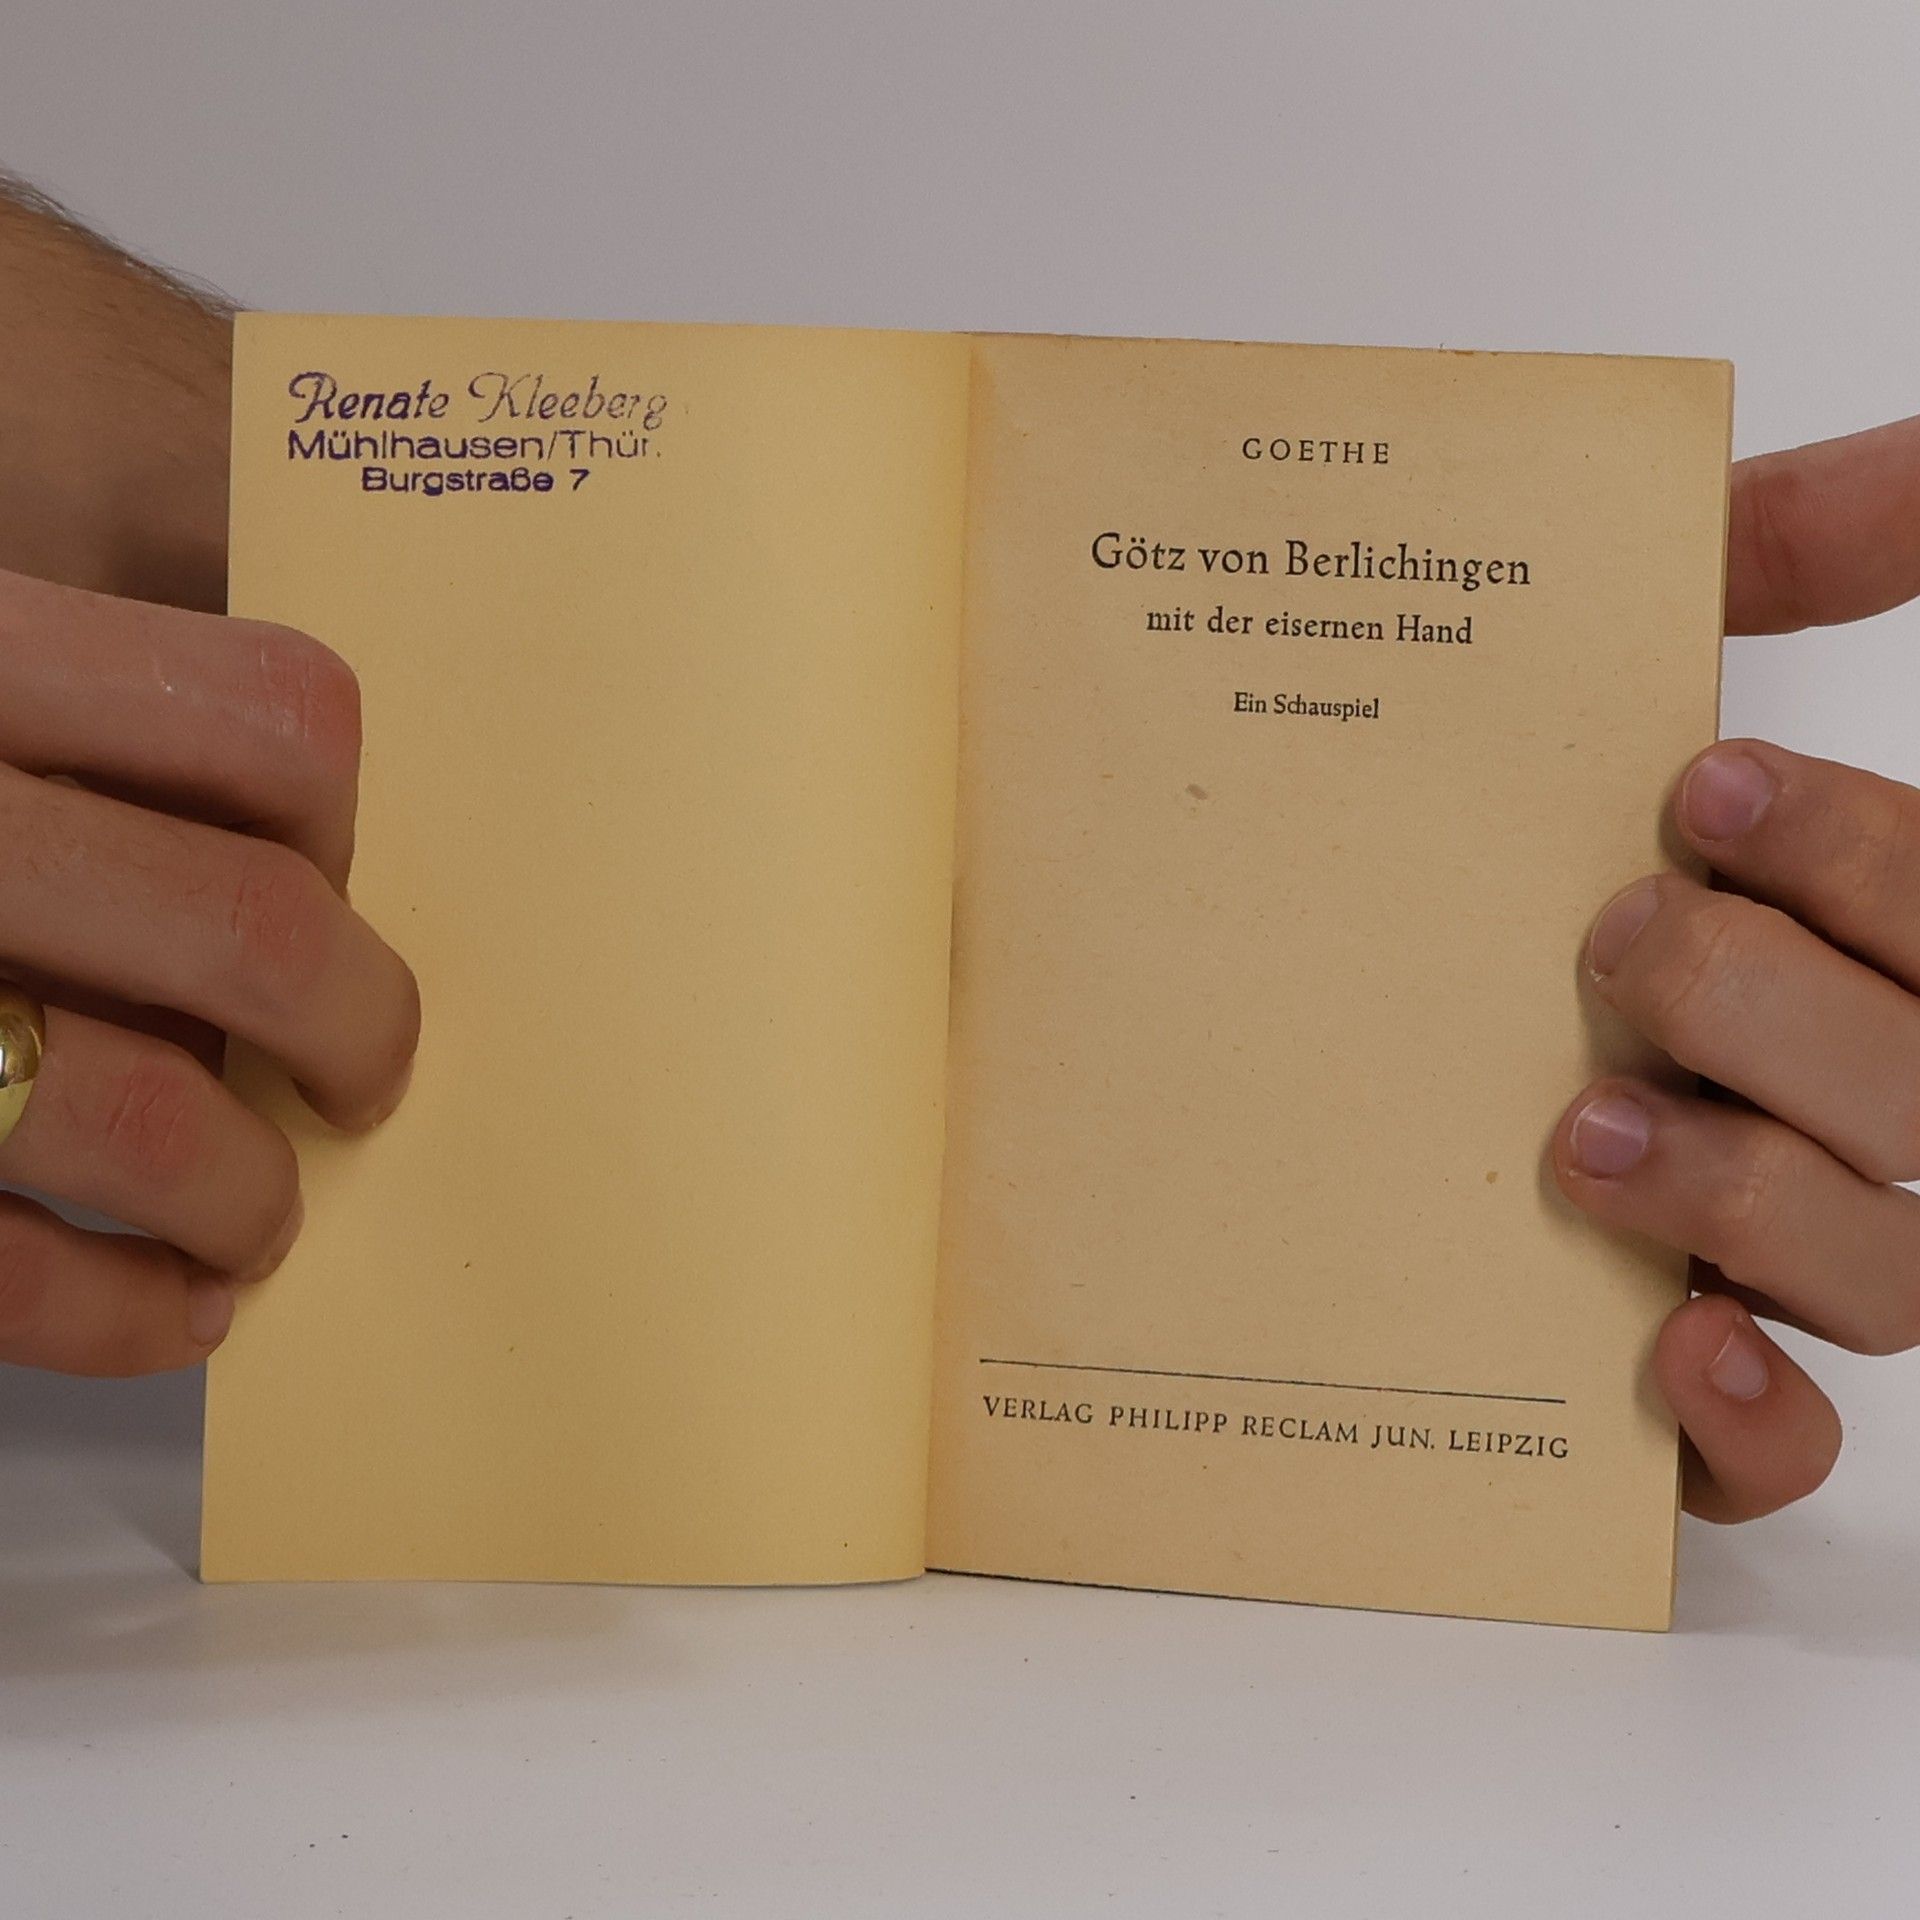 Renate Kleeberg
Mühlhausen/Thür.
Burgstraße 7
GOETHE
Götz von Berlichingen
mit der eisernen Hand
Ein Schauspiel
VERLAG PHILIPP RECLAM JUN. LEIPZIG